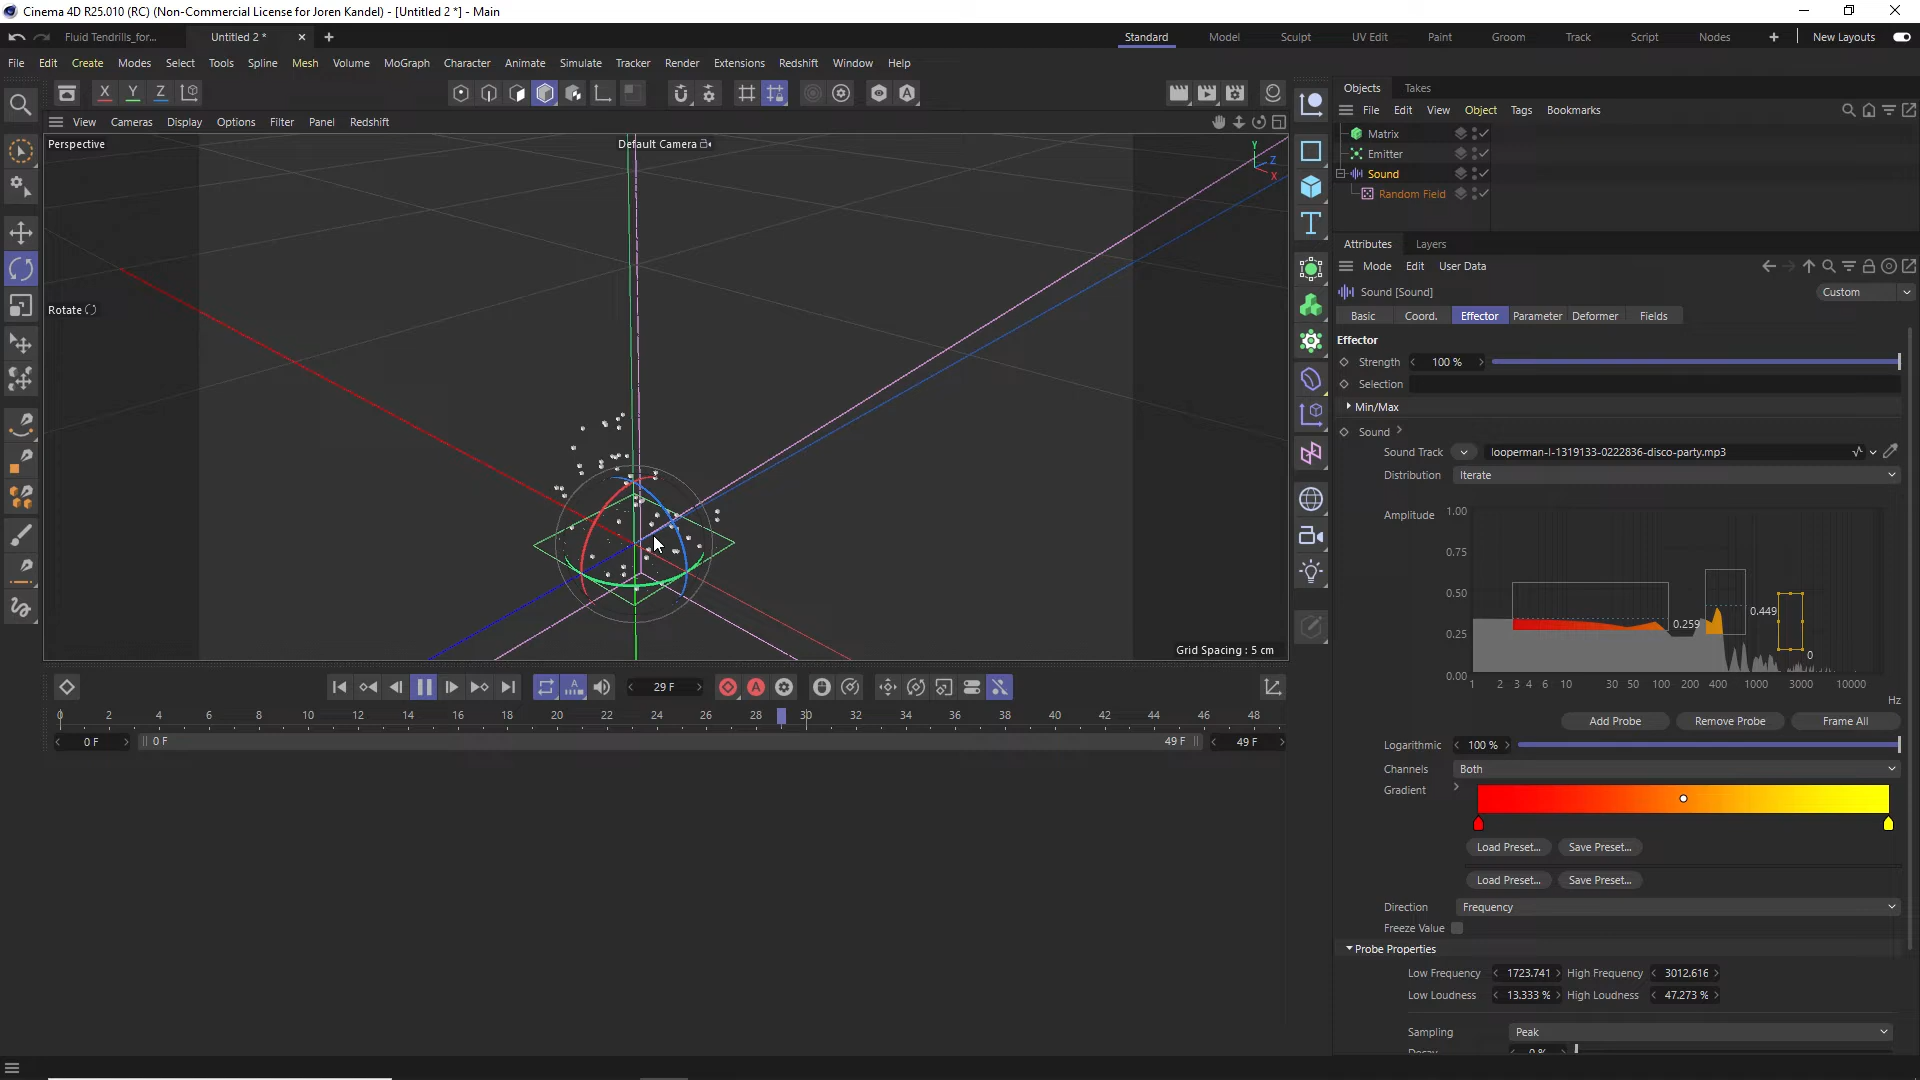 Cinema 4D R25.010 (RC) (Non-Commercial License for Joren Kandel) - [Untitled 2 *] - Main
Fluid Tendrills_for...
Untitled 2 *
Standard
Model
Sculpt
UV Edit
Paint
Groom
Track
Script
Nodes
New Layouts
File Edit Create Modes Select Tools Spline Mesh Volume MoGraph Character Animate Simulate Tracker Render Extensions Redshift Window Help
X Y Z
View Cameras Display Options Filter Panel Redshift
Perspective
Default Camera
Y
Z
X
Rotate
Grid Spacing : 5 cm
29 F
0 2 4 6 8 10 12 14 16 18 20 22 24 26 28 30 32 34 36 38 40 42 44 46 48
0 F
0 F
49 F
49 F
Objects Takes
File Edit View Object Tags Bookmarks
Matrix
Emitter
Sound
Random Field
Attributes Layers
Mode Edit User Data
Sound [Sound]
Custom
Basic Coord. Effector Parameter Deformer Fields
Effector
Strength 100 %
Selection
Min/Max
Sound
Sound Track looperman-l-1319133-0222836-disco-party.mp3
Distribution Iterate
Amplitude
1.00
0.75
0.50
0.25
0.00
0.259
0.449
0
1 2 3 4 6 10 30 50 100 200 400 1000 3000 10000
Hz
Add Probe Remove Probe Frame All
Logarithmic 100 %
Channels Both
Gradient
Load Preset... Save Preset...
Load Preset... Save Preset...
Direction Frequency
Freeze Value
Probe Properties
Low Frequency 1723.741 High Frequency 3012.616
Low Loudness 13.333 % High Loudness 47.273 %
Sampling Peak